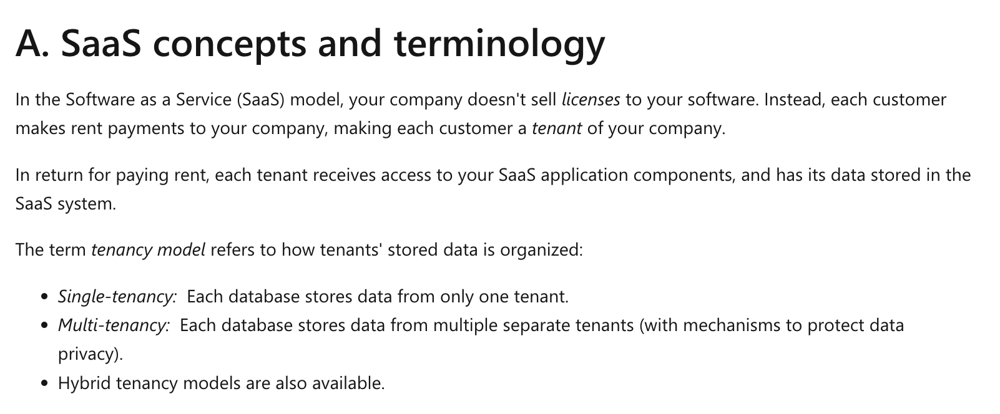 A. SaaS concepts and terminology
In the Software as a Service (SaaS) model, your company doesn't sell licenses to your software. Instead, each customer
makes rent payments to your company, making each customer a tenant of your company.
In return for paying rent, each tenant receives access to your SaaS application components, and has its data stored in the
SaaS system.
The term tenancy model refers to how tenants' stored data is organized:
• Single-tenancy: Each database stores data from only one tenant.
• Multi-tenancy: Each database stores data from multiple separate tenants (with mechanisms to protect data
privacy).
• Hybrid tenancy models are also available.